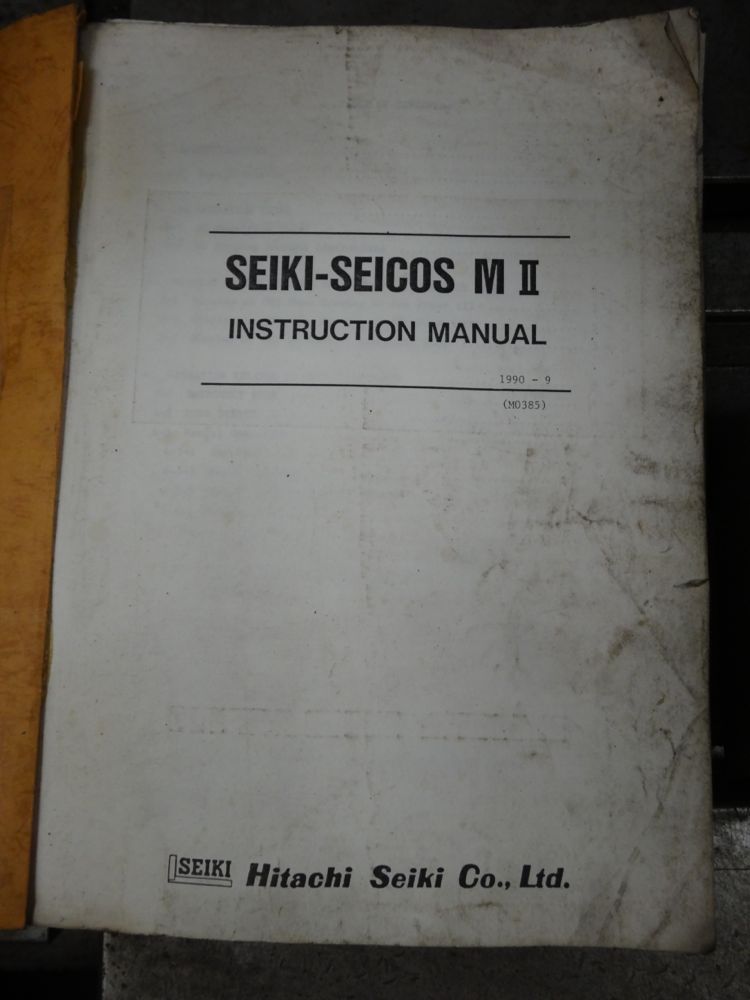 SEIKI-SEICOS M II
INSTRUCTION MANUAL
1990 - 9
(M0385)
SEIKI Hitachi Seiki Co., Ltd.